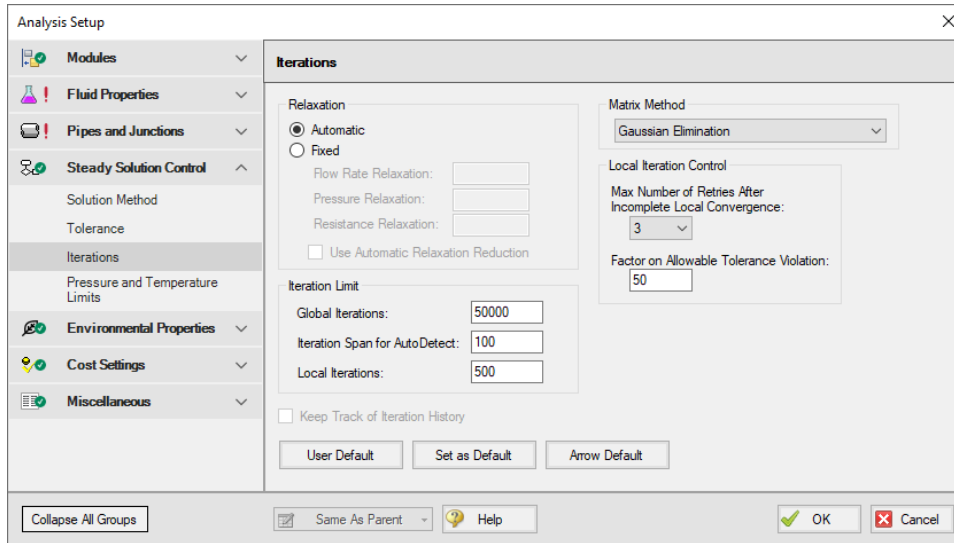 Analysis Setup
Modules
Fluid Properties
Pipes and Junctions
Steady Solution Control
Solution Method
Tolerance
Iterations
Pressure and Temperature
Limits
Environmental Properties
Cost Settings
Miscellaneous
Iterations
Relaxation
Automatic
Fixed
Flow Rate Relaxation:
Pressure Relaxation:
Resistance Relaxation:
Use Automatic Relaxation Reduction
Iteration Limit
Global Iterations: 50000
Iteration Span for AutoDetect: 100
Local Iterations: 500
Keep Track of Iteration History
Matrix Method
Gaussian Elimination
Local Iteration Control
Max Number of Retries After
Incomplete Local Convergence:
3
Factor on Allowable Tolerance Violation:
50
User Default Set as Default Arrow Default
Collapse All Groups Same As Parent Help OK Cancel